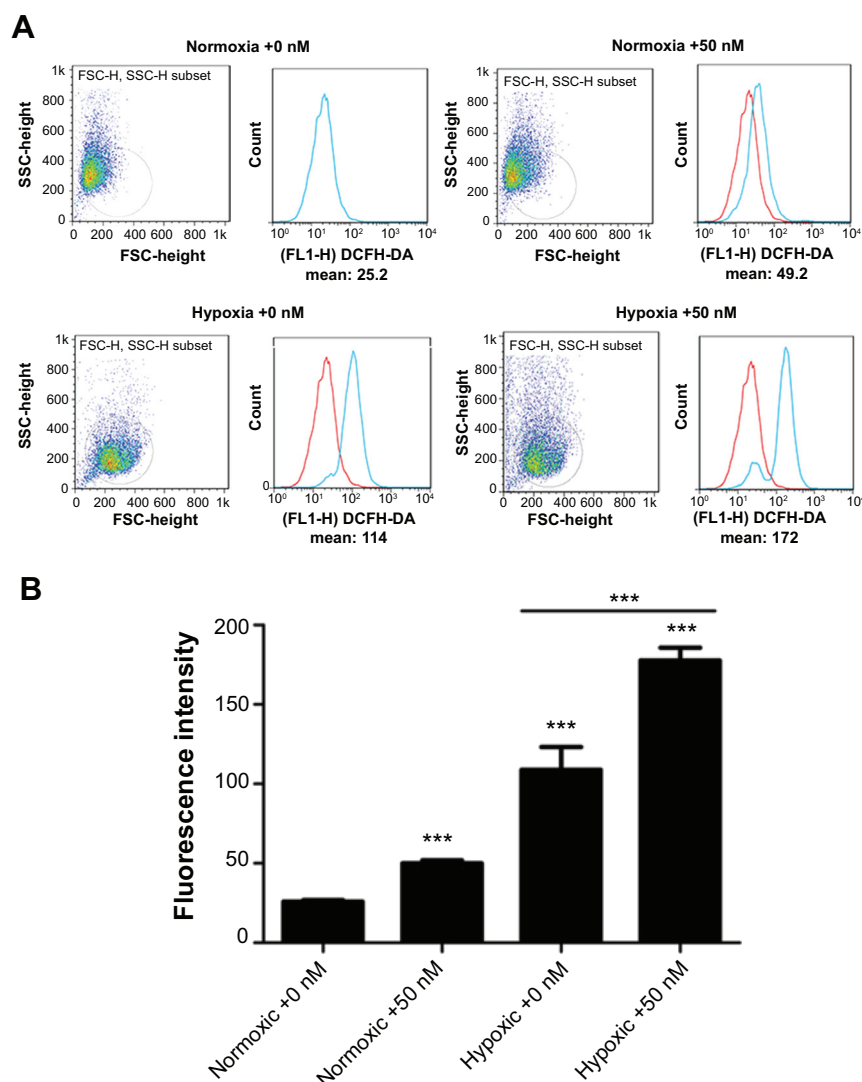 A
Normoxia +0 nM
Normoxia +50 nM
FSC-H, SSC-H subset
1k
800
600
400
200
0
SSC-height
0 200 400 600 800 1k
FSC-height
Count
10⁰ 10¹ 10² 10³ 10⁴
(FL1-H) DCFH-DA
mean: 25.2
FSC-H, SSC-H subset
1k
800
600
400
200
0
SSC-height
0 200 400 600 800 1k
FSC-height
Count
10⁰ 10¹ 10² 10³ 10⁴
(FL1-H) DCFH-DA
mean: 49.2
Hypoxia +0 nM
Hypoxia +50 nM
FSC-H, SSC-H subset
1k
800
600
400
200
0
SSC-height
0 200 400 600 800 1k
FSC-height
Count
0
10⁰ 10¹ 10² 10³ 10⁴
(FL1-H) DCFH-DA
mean: 114
FSC-H, SSC-H subset
1k
800
600
400
200
0
SSC-height
0 200 400 600 800 1k
FSC-height
Count
10⁰ 10¹ 10² 10³ 10
(FL1-H) DCFH-DA
mean: 172
B
***
***
***
***
200
150
100
50
0
Fluorescence intensity
Normoxic +0 nM
Normoxic +50 nM
Hypoxic +0 nM
Hypoxic +50 nM